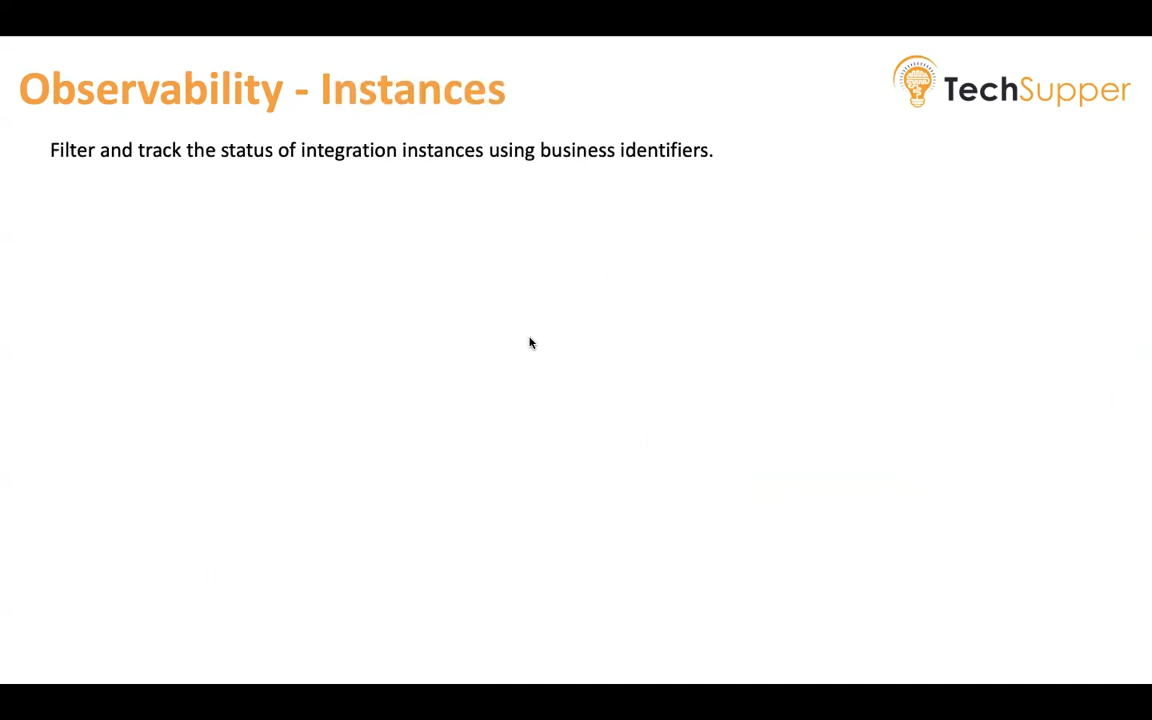 Observability - Instances
TechSupper
Filter and track the status of integration instances using business identifiers.